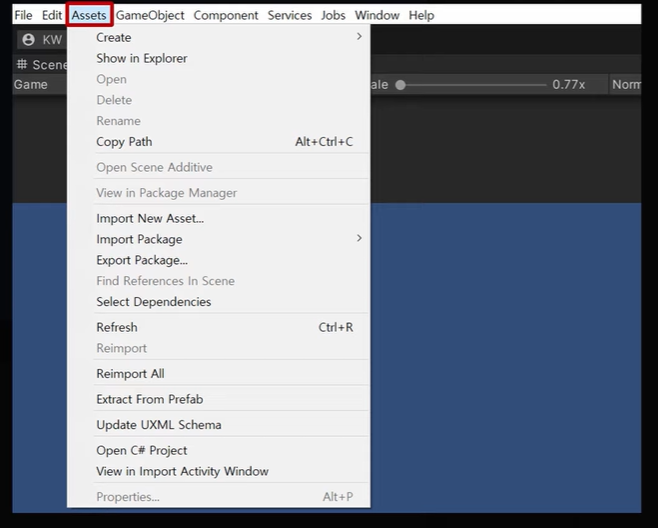 File Edit Assets GameObject Component Services Jobs Window Help
KW
Create
Show in Explorer
# Scene
Open
Game
ale 0.77x Norm
Delete
Rename
Copy Path Alt+Ctrl+C
Open Scene Additive
View in Package Manager
Import New Asset...
Import Package
Export Package...
Find References In Scene
Select Dependencies
Refresh Ctrl+R
Reimport
Reimport All
Extract From Prefab
Update UXML Schema
Open C# Project
View in Import Activity Window
Properties... Alt+P